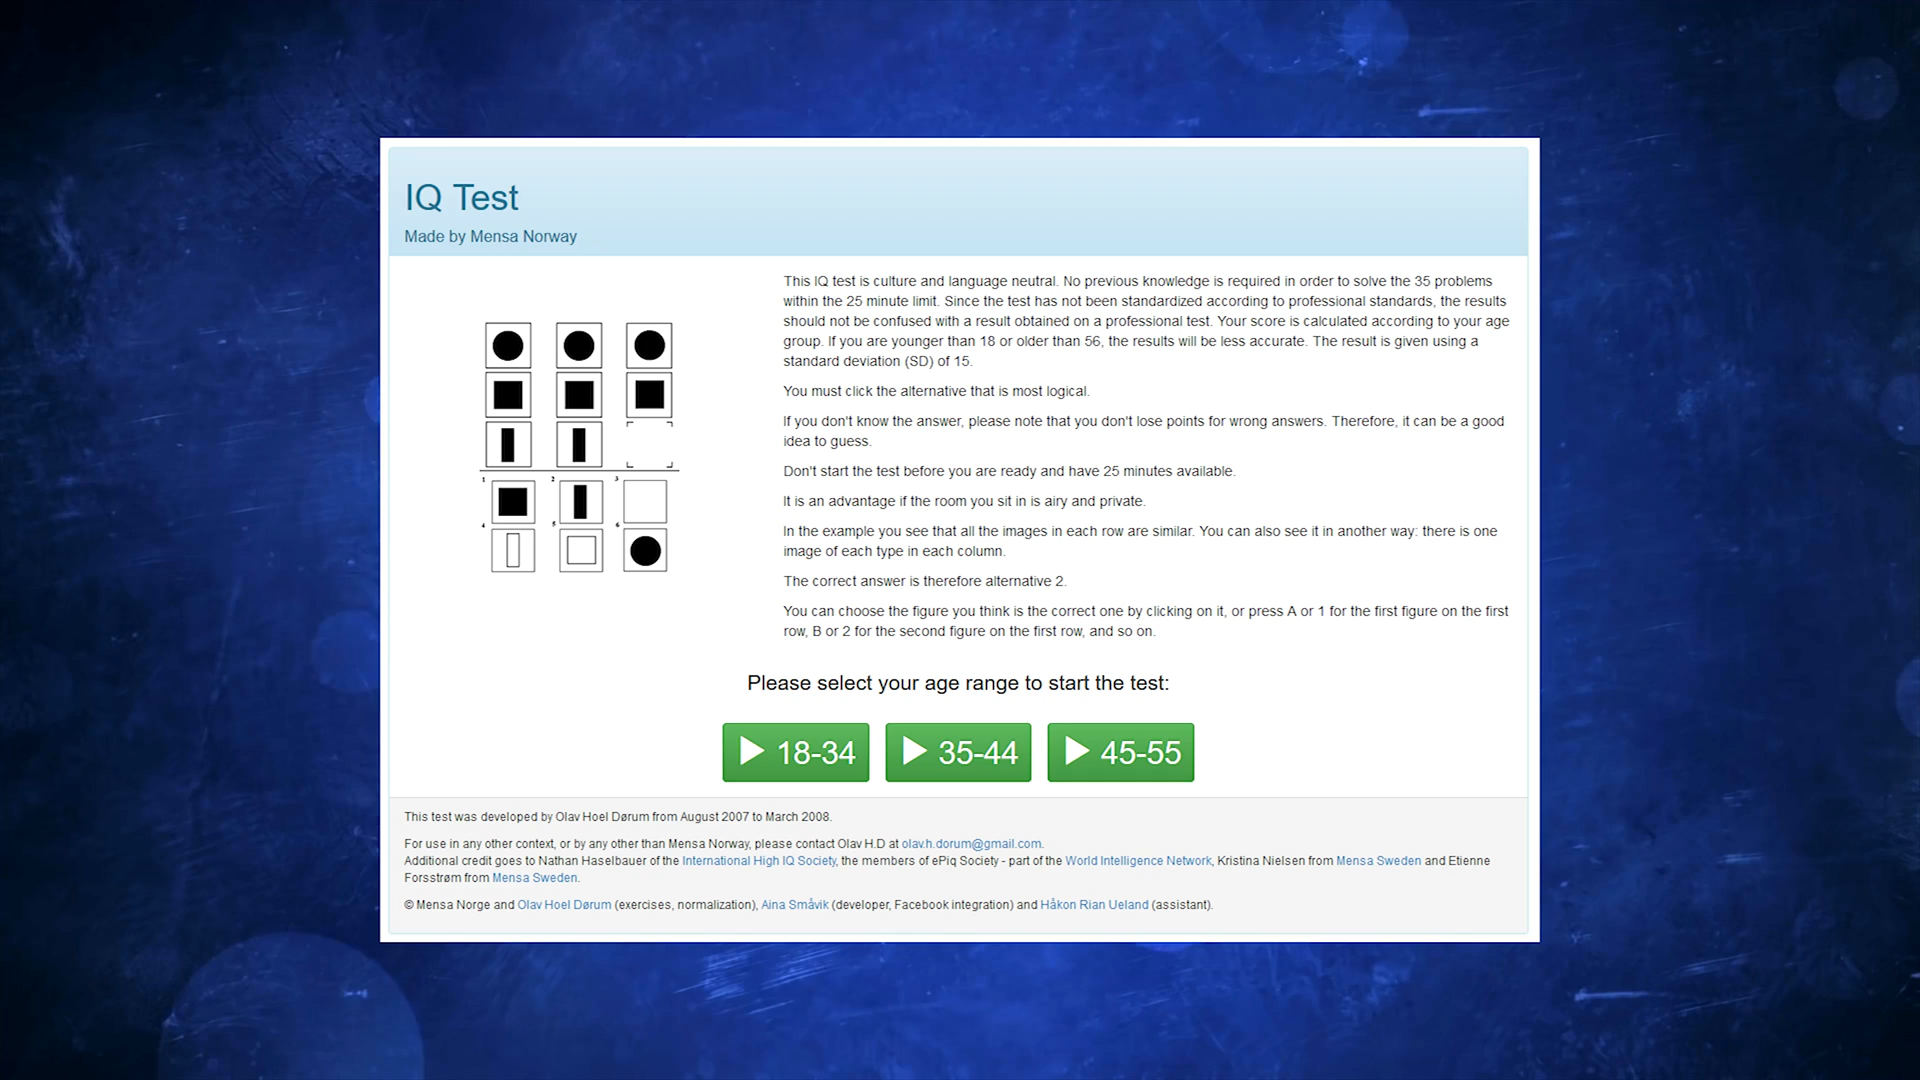 IQ Test
Made by Mensa Norway
This IQ test is culture and language neutral. No previous knowledge is required in order to solve the 35 problems
within the 25 minute limit. Since the test has not been standardized according to professional standards, the results
should not be confused with a result obtained on a professional test. Your score is calculated according to your age
group. If you are younger than 18 or older than 56, the results will be less accurate. The result is given using a
standard deviation (SD) of 15.
You must click the alternative that is most logical.
If you don't know the answer, please note that you don't lose points for wrong answers. Therefore, it can be a good
idea to guess.
Don't start the test before you are ready and have 25 minutes available.
It is an advantage if the room you sit in is airy and private.
In the example you see that all the images in each row are similar. You can also see it in another way: there is one
image of each type in each column.
The correct answer is therefore alternative 2.
You can choose the figure you think is the correct one by clicking on it, or press A or 1 for the first figure on the first
row, B or 2 for the second figure on the first row, and so on.
1 2 3
4 5 6
Please select your age range to start the test:
18-34 35-44 45-55
This test was developed by Olav Hoel Dørum from August 2007 to March 2008.
For use in any other context, or by any other than Mensa Norway, please contact Olav H.D at olav.h.dorum@gmail.com.
Additional credit goes to Nathan Haselbauer of the International High IQ Society, the members of ePiq Society - part of the World Intelligence Network, Kristina Nielsen from Mensa Sweden and Etienne
Forsstrøm from Mensa Sweden.
© Mensa Norge and Olav Hoel Dørum (exercises, normalization), Aina Småvik (developer, Facebook integration) and Håkon Rian Ueland (assistant).